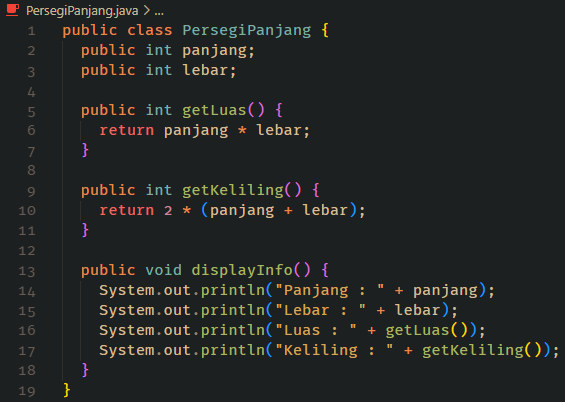 PersegiPanjang.java > ...
1 public class PersegiPanjang {
2   public int panjang;
3   public int lebar;
4
5   public int getLuas() {
6     return panjang * lebar;
7   }
8
9   public int getKeliling() {
10     return 2 * (panjang + lebar);
11   }
12
13   public void displayInfo() {
14     System.out.println("Panjang : " + panjang);
15     System.out.println("Lebar : " + lebar);
16     System.out.println("Luas : " + getLuas());
17     System.out.println("Keliling : " + getKeliling());
18   }
19 }